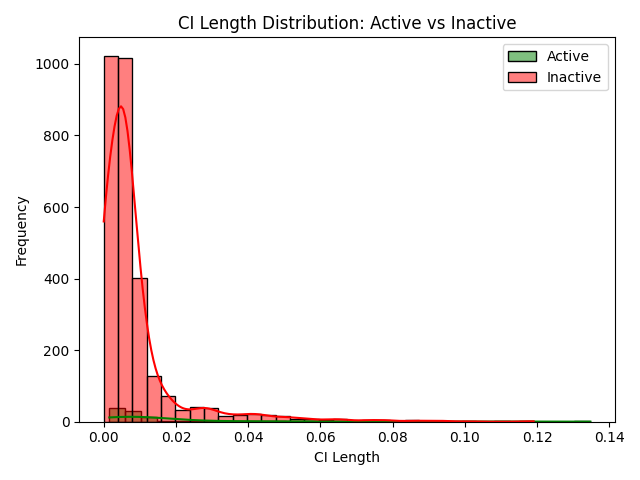 CI Length Distribution: Active vs Inactive
Active
Inactive
Frequency
1000
800
600
400
200
0
0.00 0.02 0.04 0.06 0.08 0.10 0.12 0.14
CI Length